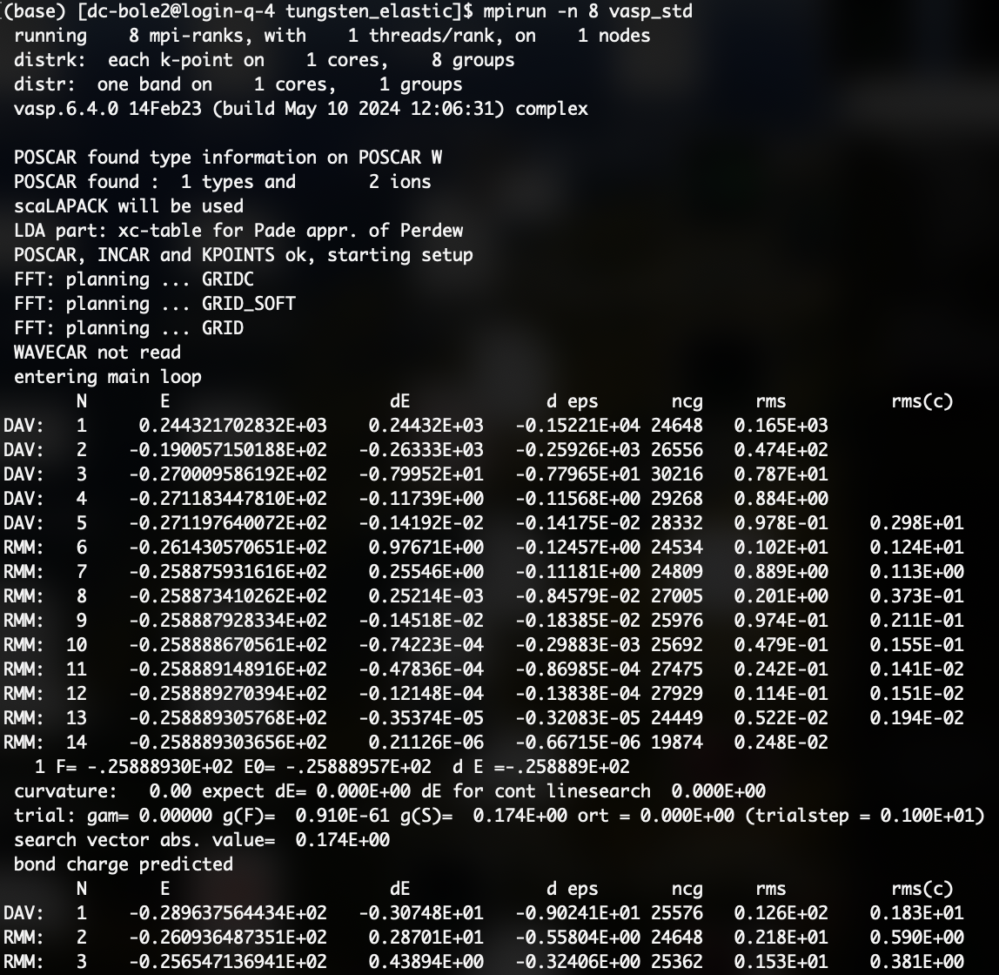 (base) [dc-bole2@login-q-4 tungsten_elastic]$ mpirun -n 8 vasp_std
running    8 mpi-ranks, with    1 threads/rank, on    1 nodes
distrk:  each k-point on    1 cores,    8 groups
distr:  one band on    1 cores,    1 groups
vasp.6.4.0 14Feb23 (build May 10 2024 12:06:31) complex
POSCAR found type information on POSCAR W
POSCAR found :  1 types and       2 ions
scaLAPACK will be used
LDA part: xc-table for Pade appr. of Perdew
POSCAR, INCAR and KPOINTS ok, starting setup
FFT: planning ... GRIDC
FFT: planning ... GRID_SOFT
FFT: planning ... GRID
WAVECAR not read
entering main loop
N       E                     dE             d eps       ncg     rms          rms(c)
DAV:   1     0.244321702832E+03    0.24432E+03   -0.15221E+04 24648   0.165E+03
DAV:   2    -0.190057150188E+02   -0.26333E+03   -0.25926E+03 26556   0.474E+02
DAV:   3    -0.270009586192E+02   -0.79952E+01   -0.77965E+01 30216   0.787E+01
DAV:   4    -0.271183447810E+02   -0.11739E+00   -0.11568E+00 29268   0.884E+00
DAV:   5    -0.271197640072E+02   -0.14192E-02   -0.14175E-02 28332   0.978E-01    0.298E+01
RMM:   6    -0.261430570651E+02    0.97671E+00   -0.12457E+00 24534   0.102E+01    0.124E+01
RMM:   7    -0.258875931616E+02    0.25546E+00   -0.11181E+00 24809   0.889E+00    0.113E+00
RMM:   8    -0.258873410262E+02    0.25214E-03   -0.84579E-02 27005   0.201E+00    0.373E-01
RMM:   9    -0.258887928334E+02   -0.14518E-02   -0.18385E-02 25976   0.974E-01    0.211E-01
RMM:  10    -0.258888670561E+02   -0.74223E-04   -0.29883E-03 25692   0.479E-01    0.155E-01
RMM:  11    -0.258889148916E+02   -0.47836E-04   -0.86985E-04 27475   0.242E-01    0.141E-02
RMM:  12    -0.258889270394E+02   -0.12148E-04   -0.13838E-04 27929   0.114E-01    0.151E-02
RMM:  13    -0.258889305768E+02   -0.35374E-05   -0.32083E-05 24449   0.522E-02    0.194E-02
RMM:  14    -0.258889303656E+02    0.21126E-06   -0.66715E-06 19874   0.248E-02
1 F= -.25888930E+02 E0= -.25888957E+02  d E =-.258889E+02
curvature:   0.00 expect dE= 0.000E+00 dE for cont linesearch  0.000E+00
trial: gam= 0.00000 g(F)=  0.910E-61 g(S)=  0.174E+00 ort = 0.000E+00 (trialstep = 0.100E+01)
search vector abs. value=  0.174E+00
bond charge predicted
N       E                     dE             d eps       ncg     rms          rms(c)
DAV:   1    -0.289637564434E+02   -0.30748E+01   -0.90241E+01 25576   0.126E+02    0.183E+01
RMM:   2    -0.260936487351E+02    0.28701E+01   -0.55804E+00 24648   0.218E+01    0.590E+00
RMM:   3    -0.256547136941E+02    0.43894E+00   -0.32406E+00 25362   0.153E+01    0.381E+00